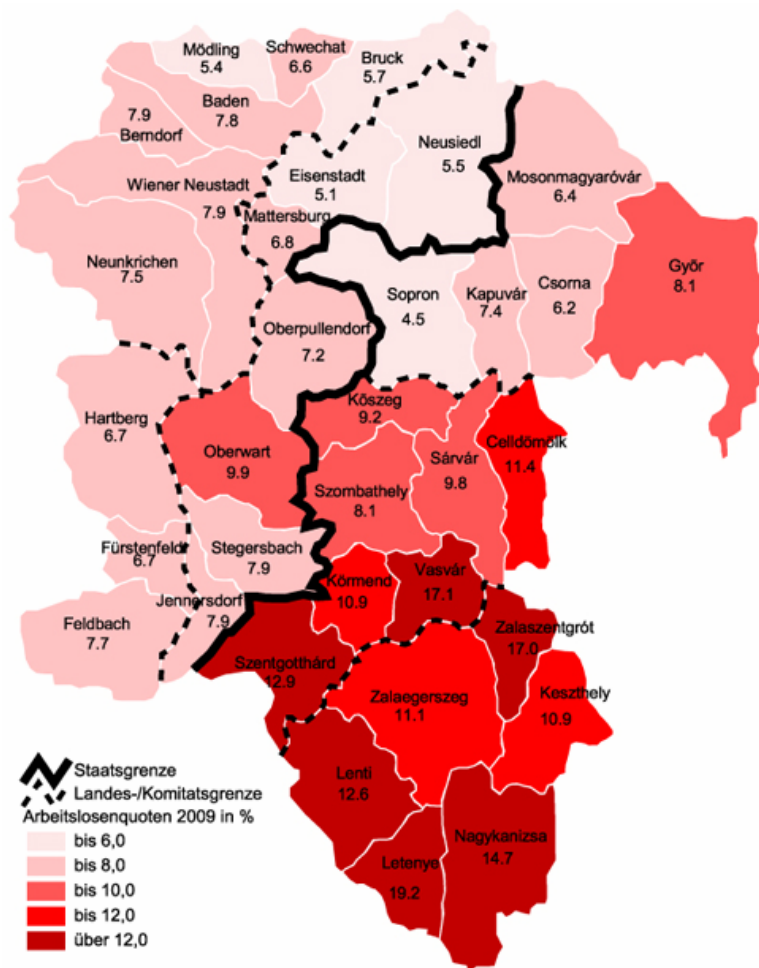 Mödling
5.4
Schwechat
6.6
Bruck
5.7
7.9
Berndorf
Baden
7.8
Neusiedl
5.5
Eisenstadt
5.1
Mosonmagyaróvár
6.4
Wiener Neustadt
7.9
Mattersburg
6.8
Neunkrichen
7.5
Győr
8.1
Sopron
4.5
Kapuvár
7.4
Csorna
6.2
Oberpullendorf
7.2
Hartberg
6.7
Kőszeg
9.2
Oberwart
9.9
Sárvár
9.8
Celldömölk
11.4
Szombathely
8.1
Fürstenfeld
6.7
Stegersbach
7.9
Körmend
10.9
Vasvár
17.1
Jennersdorf
7.9
Feldbach
7.7
Zalaszentgrót
17.0
Szentgotthárd
12.9
Zalaegerszeg
11.1
Keszthely
10.9
Lenti
12.6
Nagykanizsa
14.7
Letenye
19.2
Staatsgrenze
Landes-/Komitatsgrenze
Arbeitslosenquoten 2009 in %
bis 6,0
bis 8,0
bis 10,0
bis 12,0
über 12,0